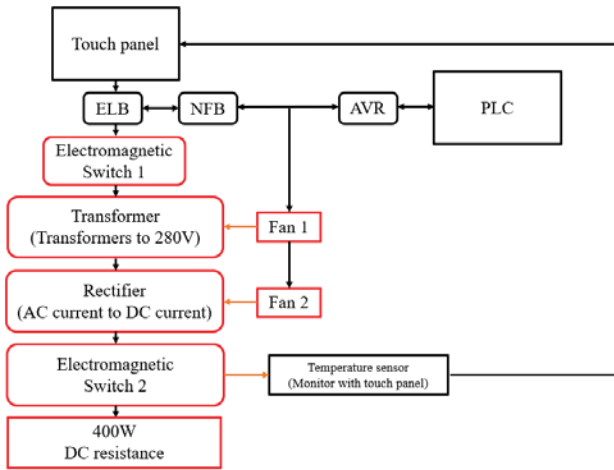 Touch panel
ELB
NFB
AVR
PLC
Electromagnetic
Switch 1
Transformer
(Transformers to 280V)
Fan 1
Rectifier
(AC current to DC current)
Fan 2
Electromagnetic
Switch 2
Temperature sensor
(Monitor with touch panel)
400W
DC resistance